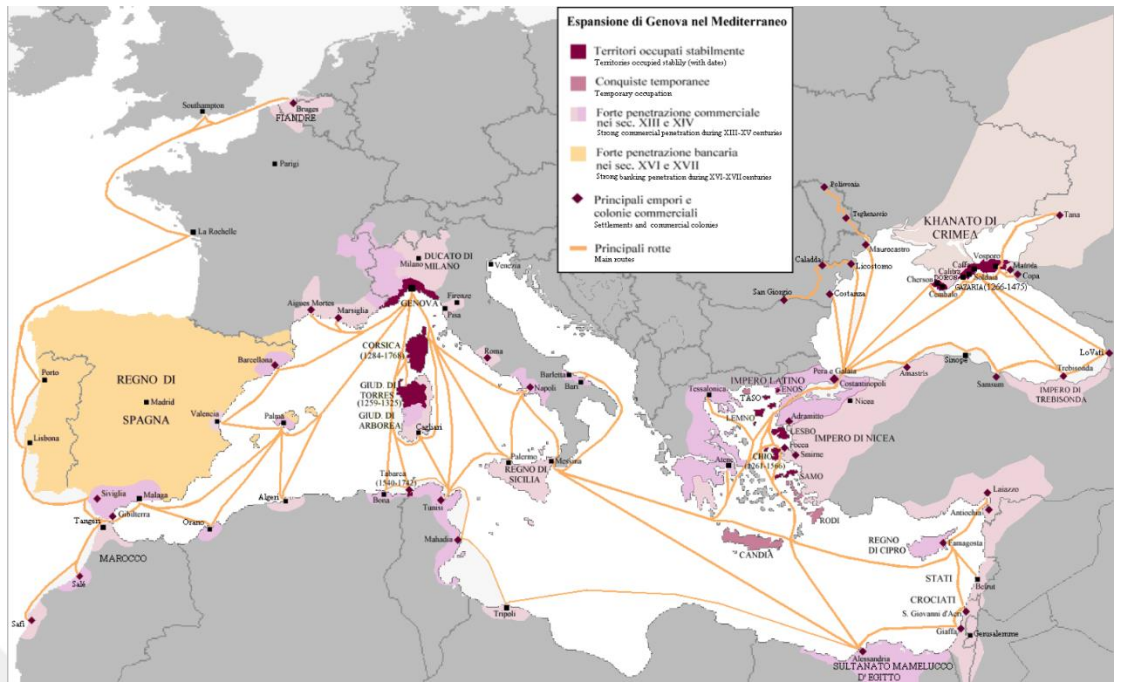 Espansione di Genova nel Mediterraneo
Territori occupati stabilmente
Territories occupied stablily (with dates)
Conquiste temporanee
Temporary occupation
Forte penetrazione commerciale
nei sec. XIII e XIV
Strong commercial penetration during XIII-XV centuries
Forte penetrazione bancaria
nei sec. XVI e XVII
Strong banking penetration during XVI-XVII centuries
Principali empori e
colonie commerciali
Settlements and commercial colonies
Principali rotte
Main routes
Southampton
Bruges
FIANDRE
Parigi
La Rochelle
DUCATO DI
MILANO
Milano
Venezia
GENOVA
Firenze
Pisa
Aigues Mortes
Marsiglia
CORSICA
(1284-1768)
Roma
Barcellona
Porto
REGNO DI
SPAGNA
Madrid
GIUD. DI
TORRES
(1259-1325)
GIUD. DI
ARBOREA
Cagliari
Napoli
Barletta
Bari
Valencia
Palma
Lisbona
Palermo
Messina
REGNO DI
SICILIA
Tabarca
(1540-1742)
Bona
Tunisi
Mahadia
Siviglia
Malaga
Gibilterra
Tangeri
Orano
Algeri
MAROCCO
Salé
Safi
Tripoli
Polievonia
Tighenaccio
Maurocastro
Caladda
Licostomo
San Giorgio
Costanza
KHANATO DI
CRIMEA
Tana
Vosporo
Caffa
Calitra
Soldaia
Cherson
Cembalo
Matrega
Copa
GAZARIA (1266-1475)
LoVati
Sinope
Samsun
Trebisonda
IMPERO DI
TREBISONDA
Amastris
Pera e Galata
Costantinopoli
Nicea
IMPERO LATINO
Tessalonica
ENOS
TASO
LEMNO
Adramitto
LESBO
IMPERO DI NICEA
Focea
Smirne
CHIO
(1261-1566)
Atene
SAMO
RODI
CANDIA
Laiazzo
Antiochia
REGNO
DI CIPRO
Famagosta
STATI
CROCIATI
Beirut
S. Giovanni d'Acri
Giaffa
Gerusalemme
Alessandria
SULTANATO MAMELUCCO
D' EGITTO